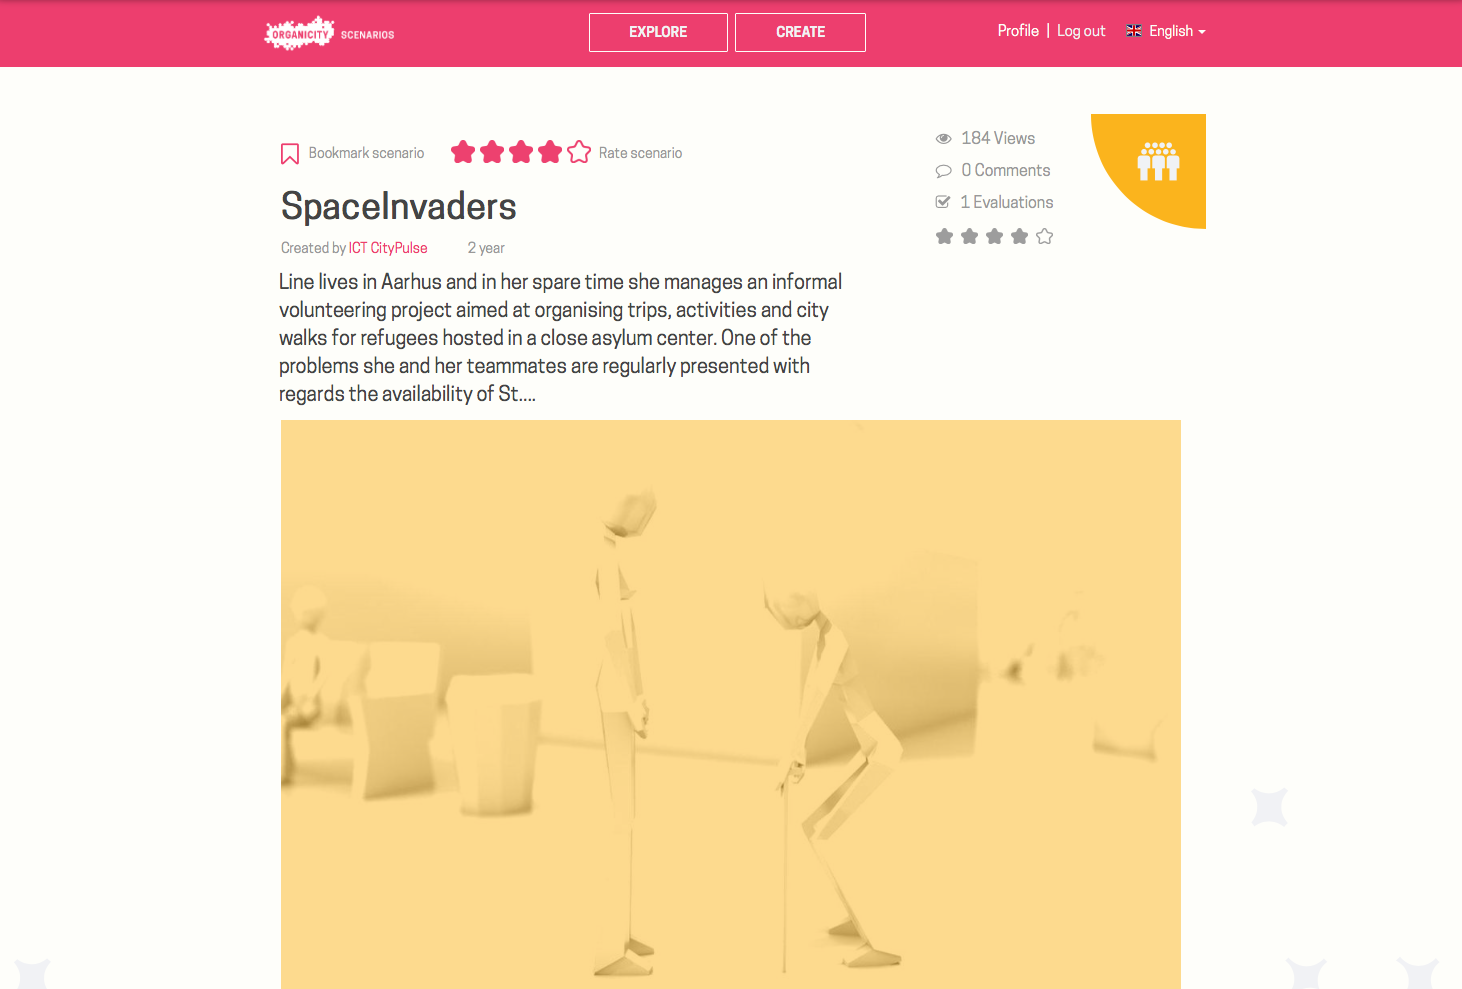 ORGANICITY SCENARIOS
EXPLORE
CREATE
Profile | Log out
English
Bookmark scenario
Rate scenario
184 Views
0 Comments
1 Evaluations
SpaceInvaders
Created by ICT CityPulse
2 year
Line lives in Aarhus and in her spare time she manages an informal
volunteering project aimed at organising trips, activities and city
walks for refugees hosted in a close asylum center. One of the
problems she and her teammates are regularly presented with
regards the availability of St....